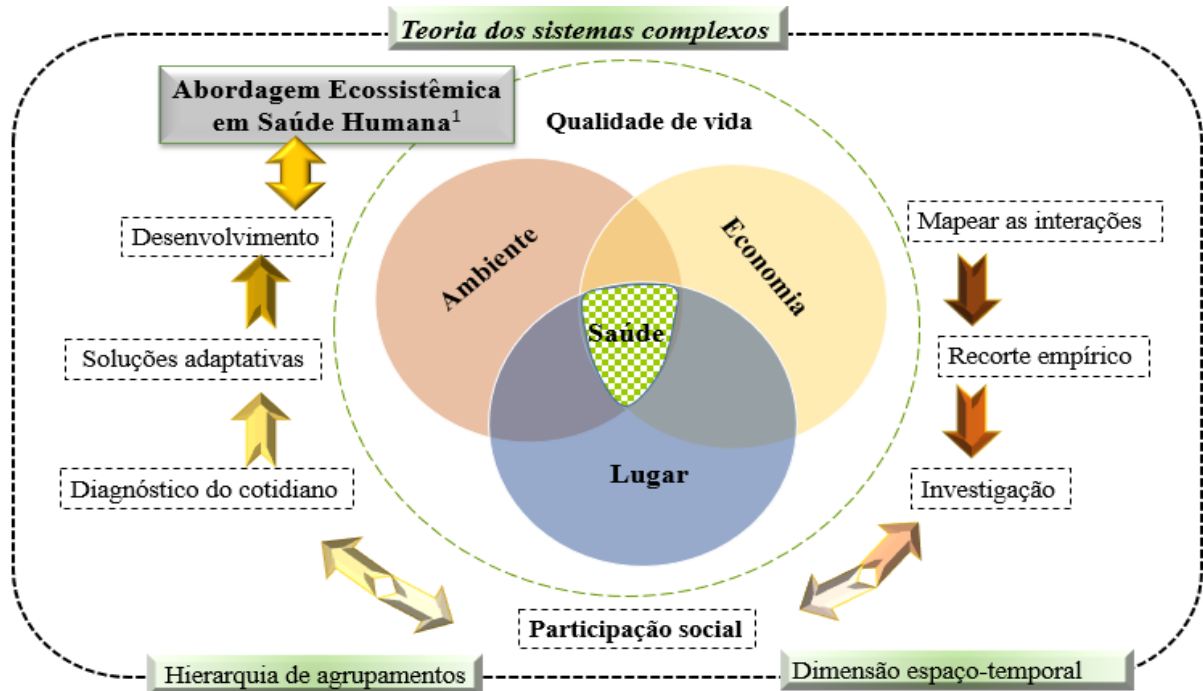 Teoria dos sistemas complexos
Abordagem Ecossistêmica
em Saúde Humana¹
Qualidade de vida
Desenvolvimento
Soluções adaptativas
Diagnóstico do cotidiano
Ambiente
Economia
Saúde
Lugar
Mapear as interações
Recorte empírico
Investigação
Participação social
Hierarquia de agrupamentos
Dimensão espaço-temporal